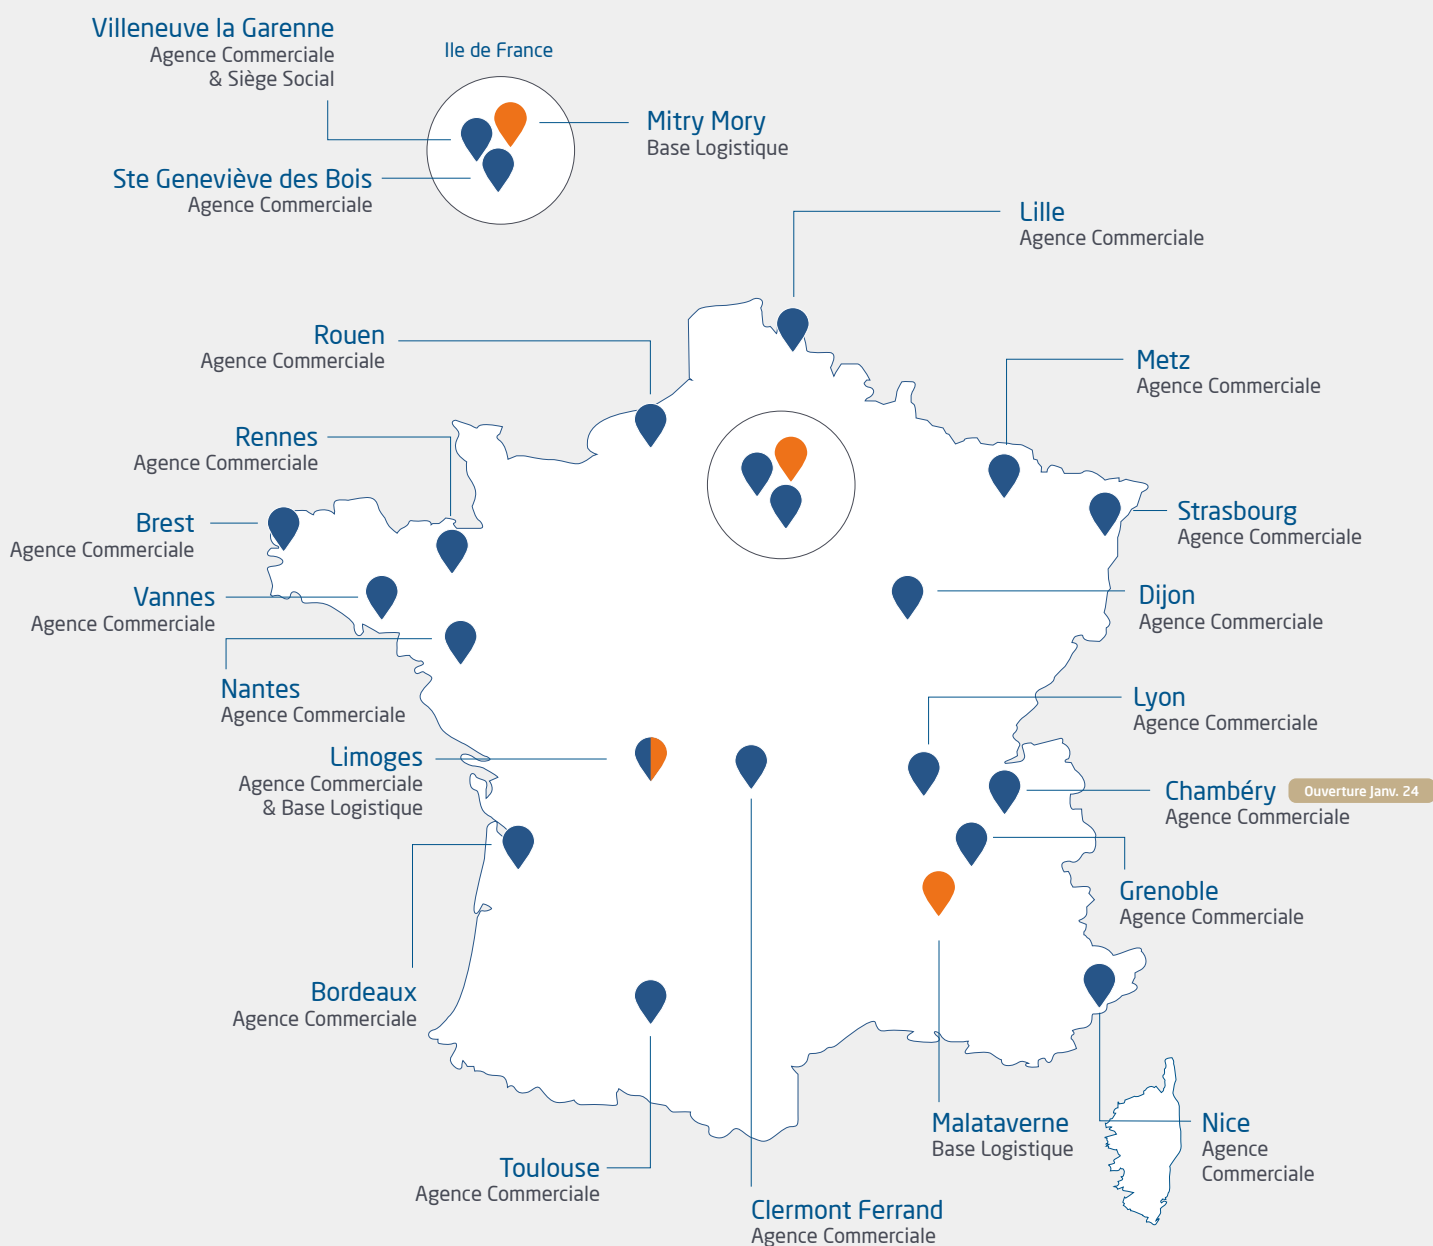 Villeneuve la Garenne
Agence Commerciale
& Siège Social
Ile de France
Mitry Mory
Base Logistique
Ste Geneviève des Bois
Agence Commerciale
Lille
Agence Commerciale
Rouen
Agence Commerciale
Metz
Agence Commerciale
Rennes
Agence Commerciale
Strasbourg
Agence Commerciale
Brest
Agence Commerciale
Vannes
Agence Commerciale
Dijon
Agence Commerciale
Nantes
Agence Commerciale
Lyon
Agence Commerciale
Limoges
Agence Commerciale
& Base Logistique
Chambéry
Ouverture Janv. 24
Agence Commerciale
Grenoble
Agence Commerciale
Bordeaux
Agence Commerciale
Malataverne
Base Logistique
Nice
Agence
Commerciale
Toulouse
Agence Commerciale
Clermont Ferrand
Agence Commerciale